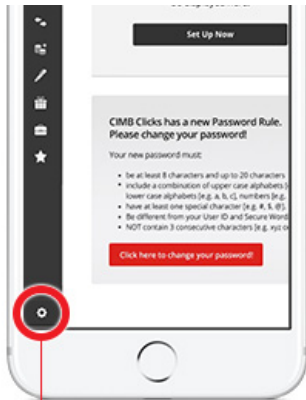 Set Up Now
CIMB Clicks has a new Password Rule.
Please change your password!
Your new password must:
• be at least 8 characters and up to 20 characters
• include a combination of upper case alphabets
lower case alphabets [e.g. a, b, c], numbers [e.g.
• have at least one special character [e.g. #, $, @].
• Be different from your User ID and Secure Word
• NOT contain 3 consecutive characters [e.g. xyz
Click here to change your password!